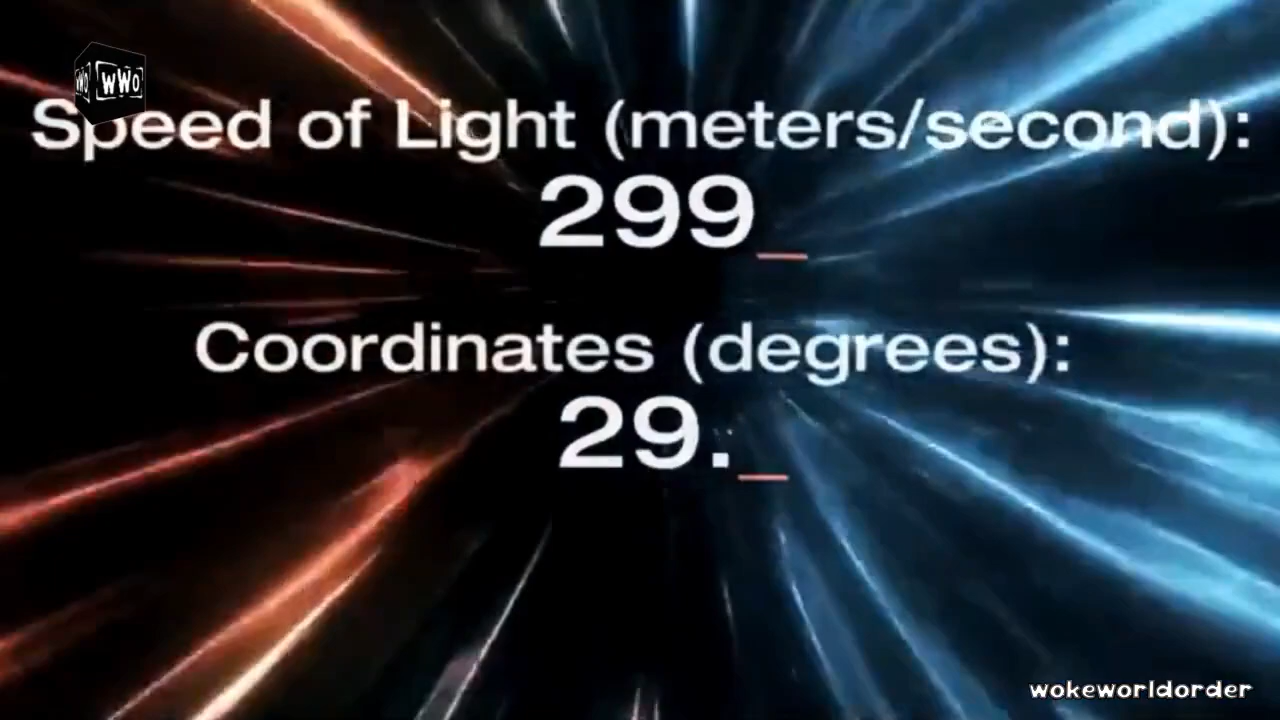 wWo
Speed of Light (meters/second):
299_
Coordinates (degrees):
29._
wokeworldorder